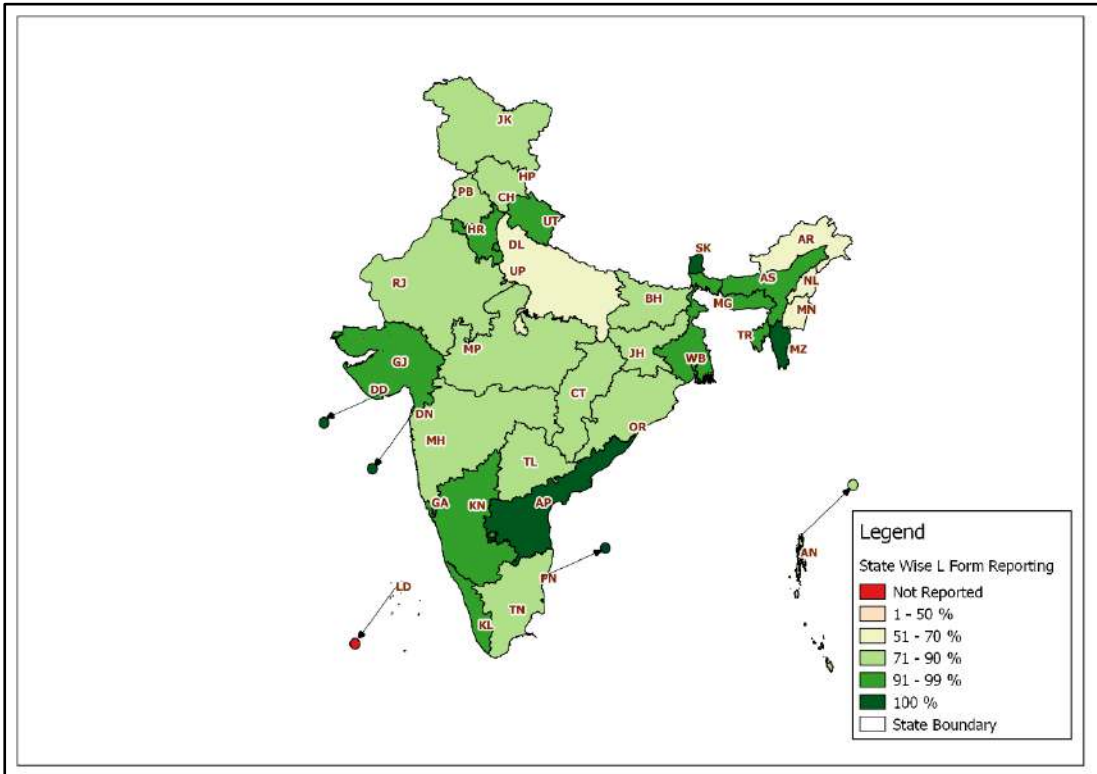 JK
HP
PB
CH
UT
HR
DL
SK
AR
UP
AS
RJ
NL
BH
MG
MN
TR
MP
JH
WB
MZ
GJ
CT
DD
DN
OR
MH
TL
GA
KN
AP
AN
PN
LD
TN
KL
Legend
State Wise L Form Reporting
Not Reported
1 - 50 %
51 - 70 %
71 - 90 %
91 - 99 %
100 %
State Boundary